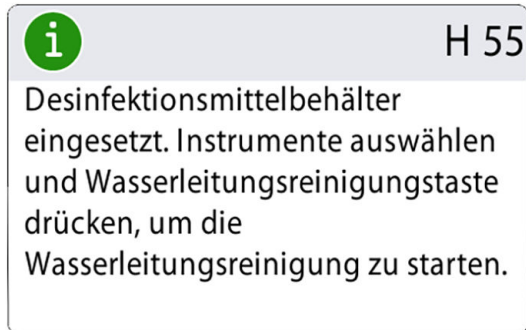 i H 55
Desinfektionsmittelbehälter
eingesetzt. Instrumente auswählen
und Wasserleitungsreinigungstaste
drücken, um die
Wasserleitungsreinigung zu starten.